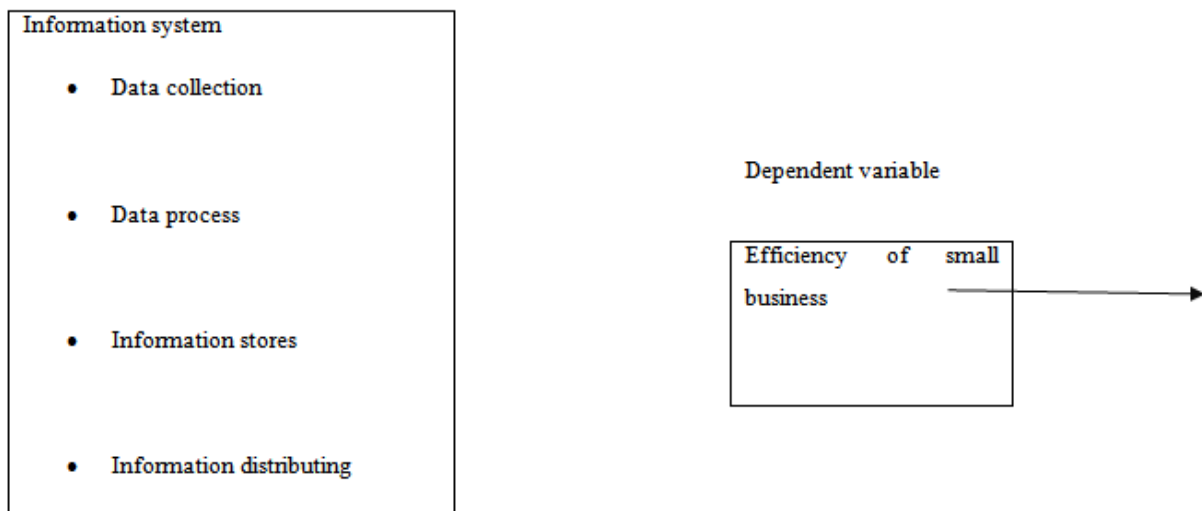 Information system
• Data collection
• Data process
• Information stores
• Information distributing
Dependent variable
Efficiency of small
business